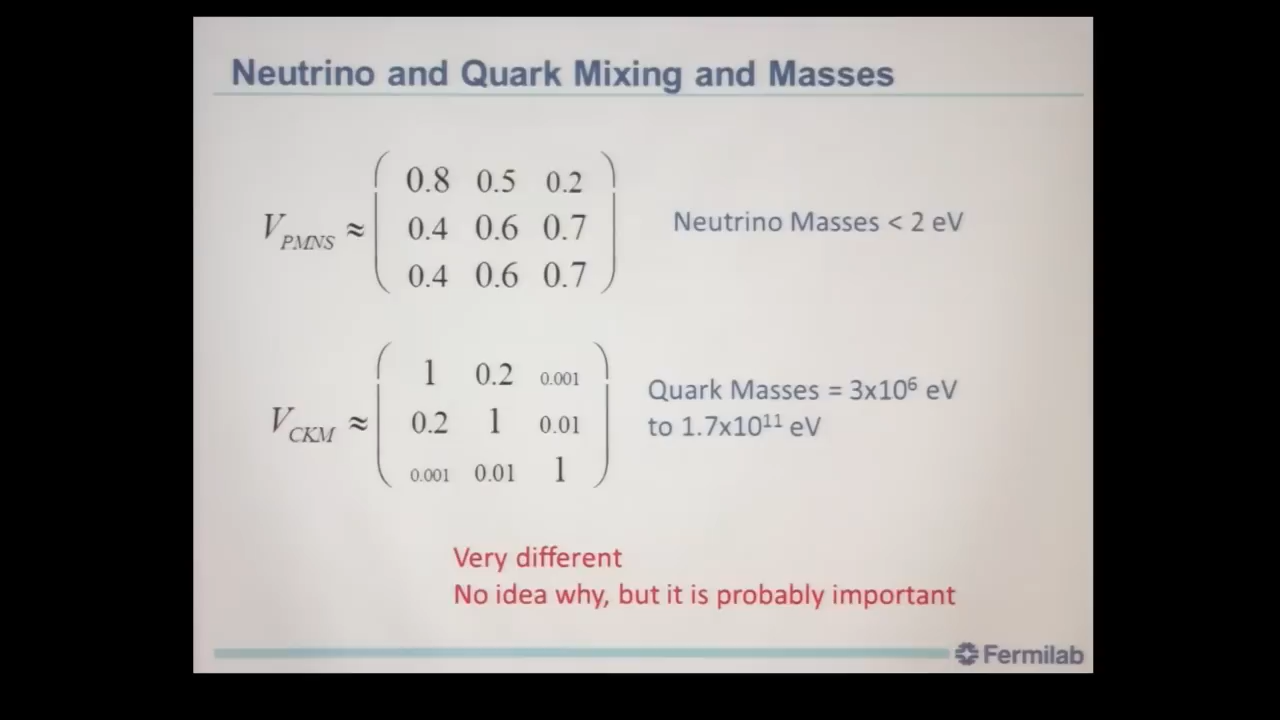 Neutrino and Quark Mixing and Masses
V_PMNS ≈ ( 0.8 0.5 0.2
0.4 0.6 0.7
0.4 0.6 0.7 )
Neutrino Masses < 2 eV
V_CKM ≈ ( 1 0.2 0.001
0.2 1 0.01
0.001 0.01 1 )
Quark Masses = 3x10⁶ eV
to 1.7x10¹¹ eV
Very different
No idea why, but it is probably important
Fermilab